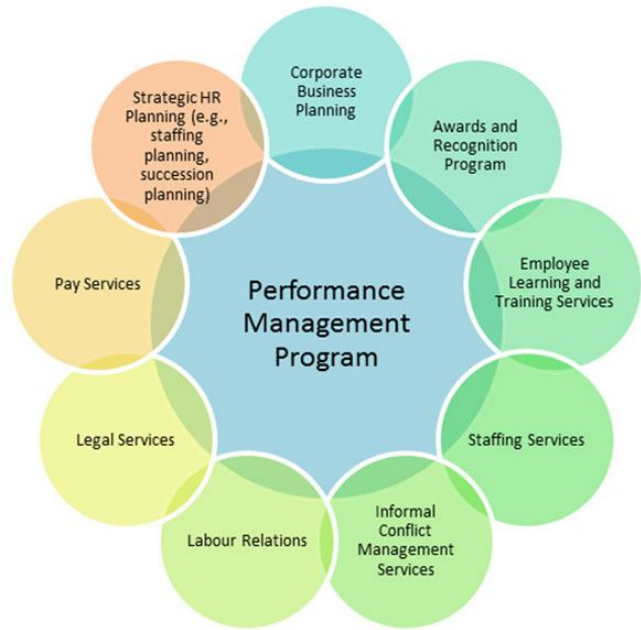 Corporate
Business
Planning
Awards and
Recognition
Program
Employee
Learning and
Training Services
Staffing Services
Informal
Conflict
Management
Services
Labour Relations
Legal Services
Pay Services
Strategic HR
Planning (e.g.,
staffing
planning,
succession
planning)
Performance
Management
Program